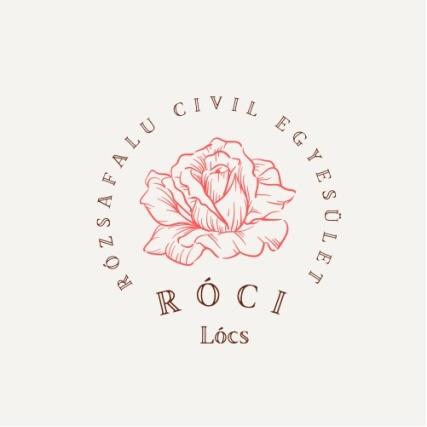 RÓZSAFALU CIVIL EGYESÜLET
RÓCI
Lócs